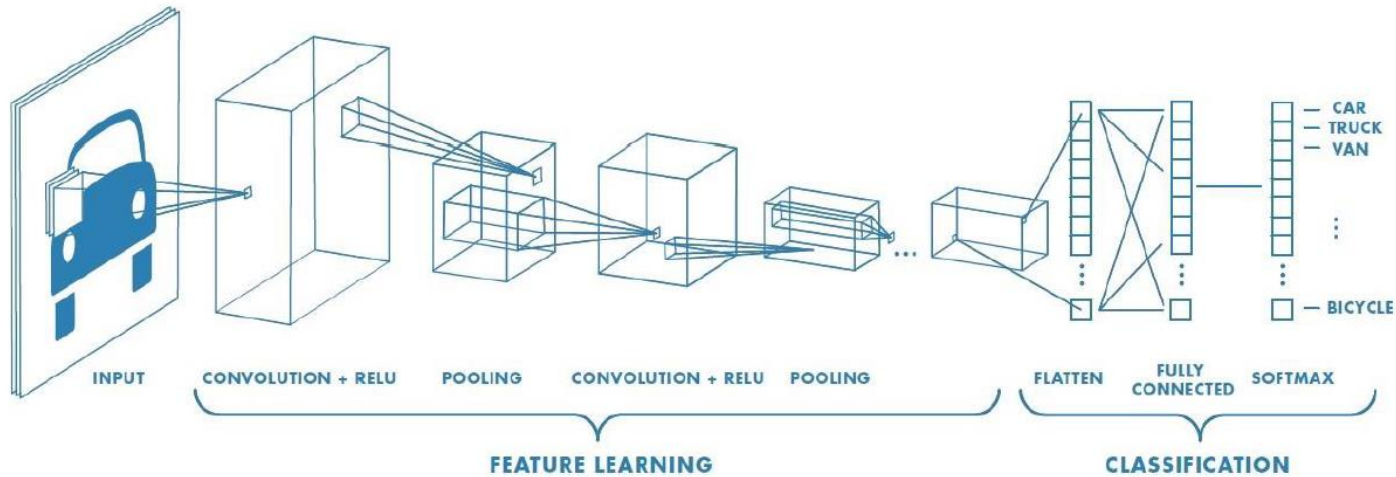 CAR
TRUCK
VAN
BICYCLE
INPUT
CONVOLUTION + RELU
POOLING
CONVOLUTION + RELU
POOLING
FLATTEN
FULLY
CONNECTED
SOFTMAX
FEATURE LEARNING
CLASSIFICATION